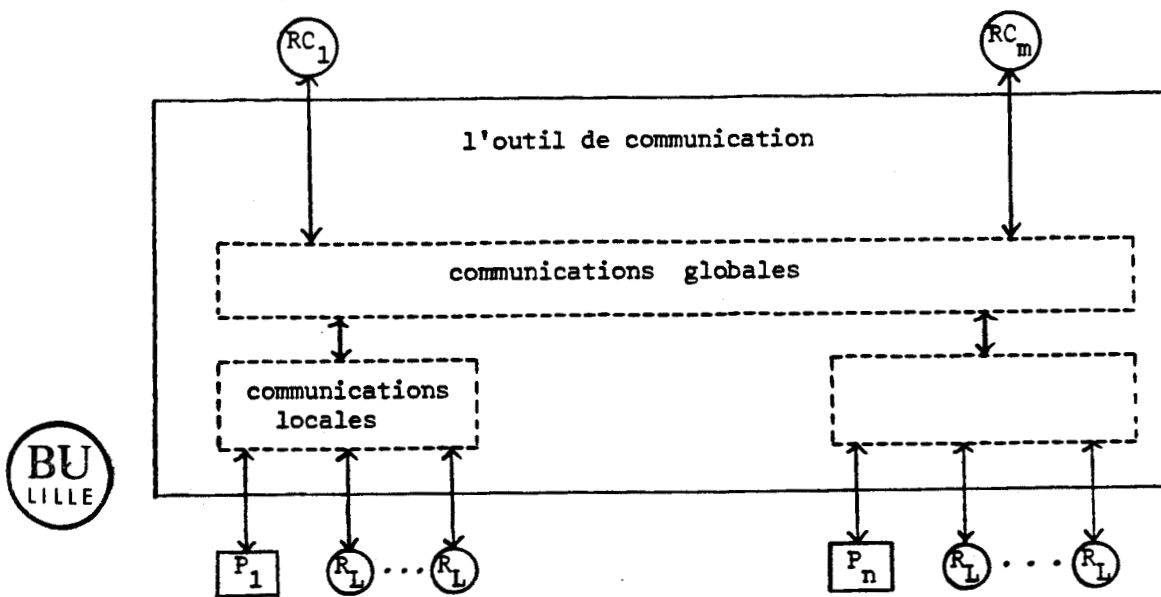 RC1 RCm
l'outil de communication
communications globales
communications
locales
BU
LILLE
P1 RL ... RL Pn RL ... RL